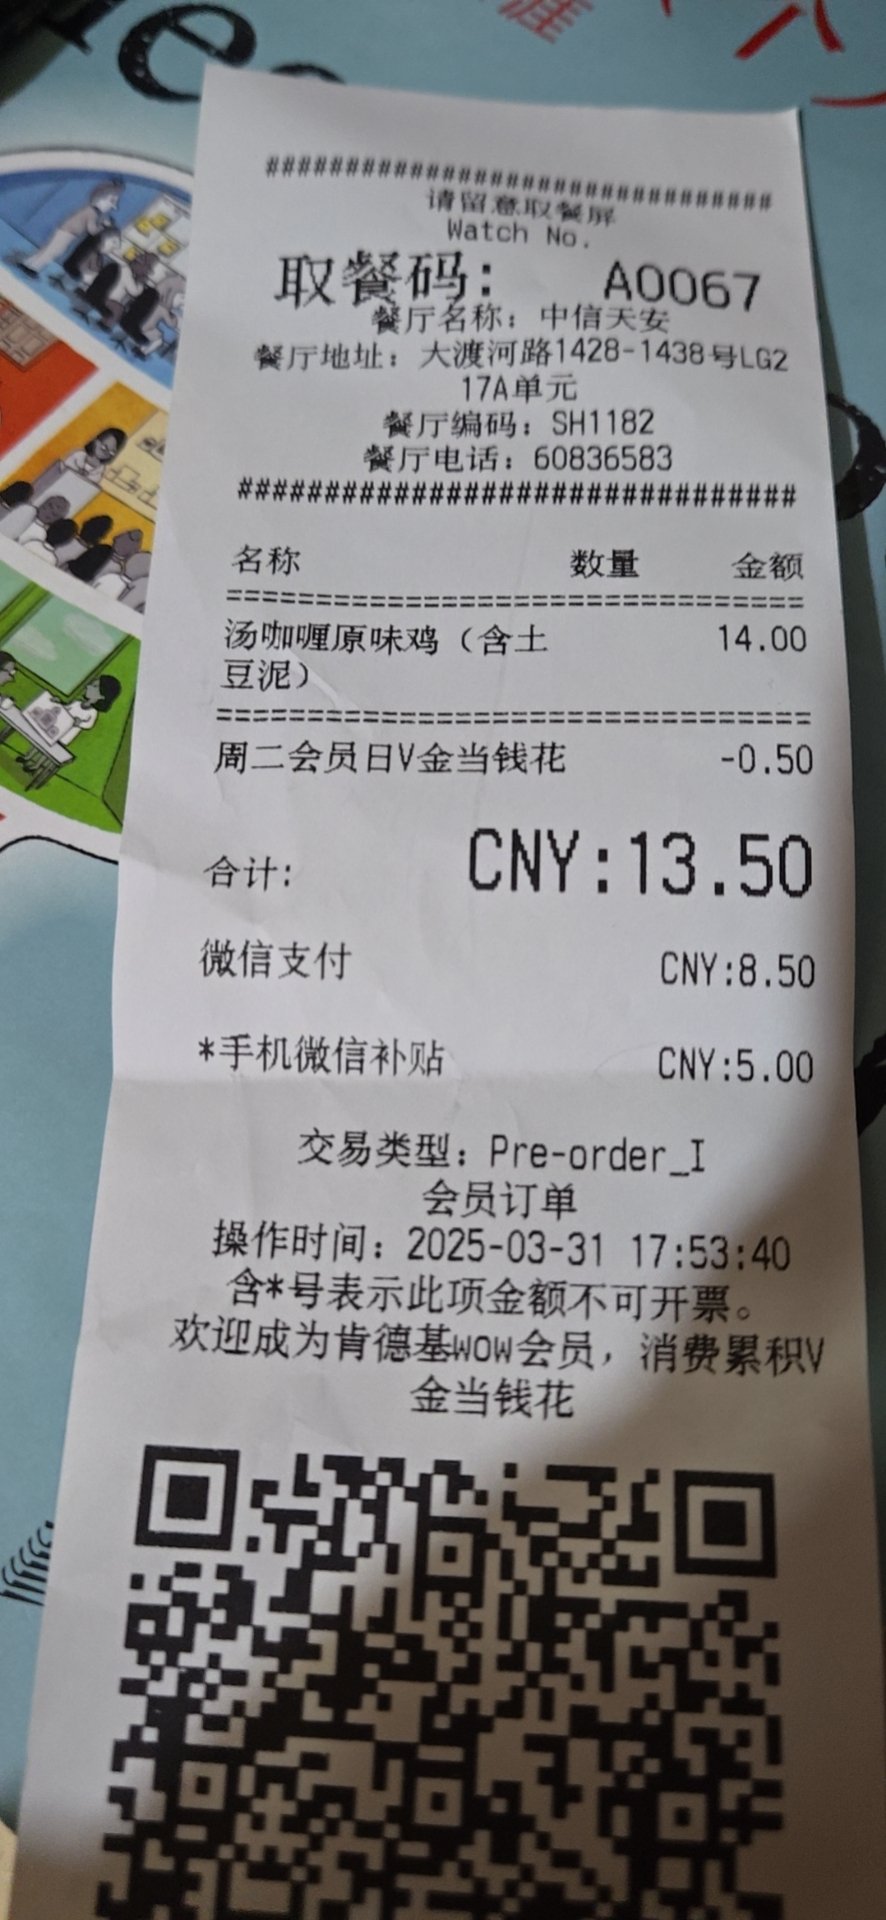 ################################
请留意取餐屏
Watch No.
取餐码： A0067
餐厅名称：中信天安
餐厅地址：大渡河路1428-1438号LG2
17A单元
餐厅编码：SH1182
餐厅电话：60836583
################################
名称 数量 金额
================================
汤咖喱原味鸡（含土 14.00
豆泥）
================================
周二会员日V金当钱花 -0.50
合计: CNY:13.50
微信支付 CNY:8.50
*手机微信补贴 CNY:5.00
交易类型：Pre-order_I
会员订单
操作时间：2025-03-31 17:53:40
含*号表示此项金额不可开票。
欢迎成为肯德基wow会员，消费累积V
金当钱花